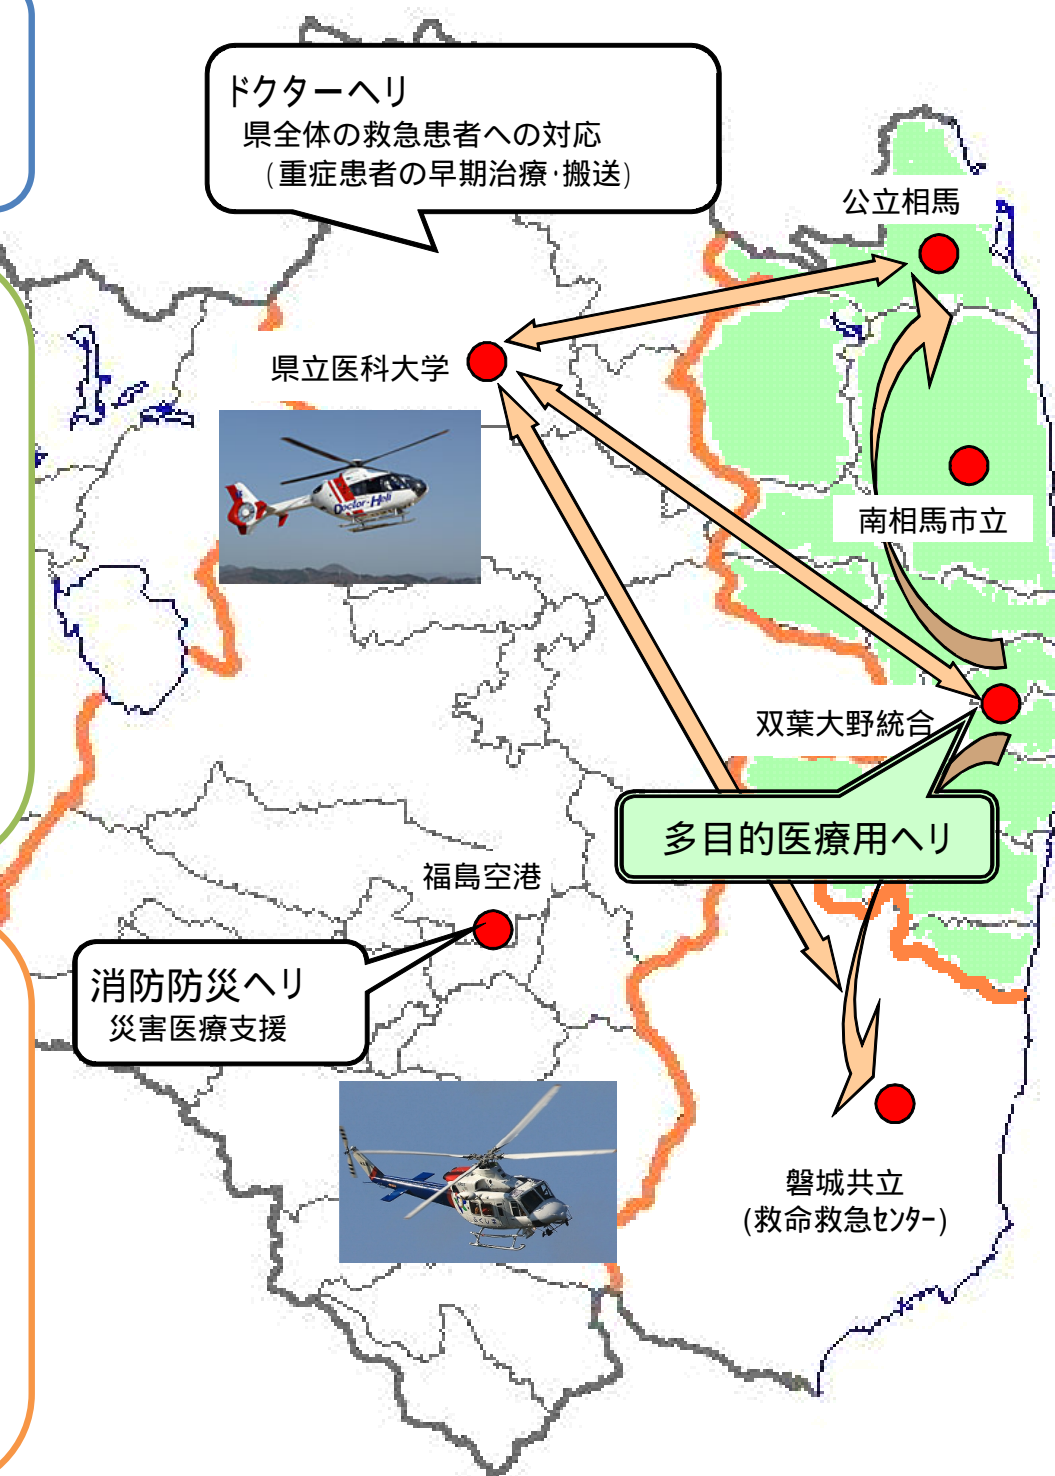 ドクターヘリ
県全体の救急患者への対応
(重症患者の早期治療・搬送)
公立相馬
県立医科大学
Doctor-Heli
南相馬市立
双葉大野統合
多目的医療用ヘリ
福島空港
消防防災ヘリ
災害医療支援
磐城共立
(救命救急センター)